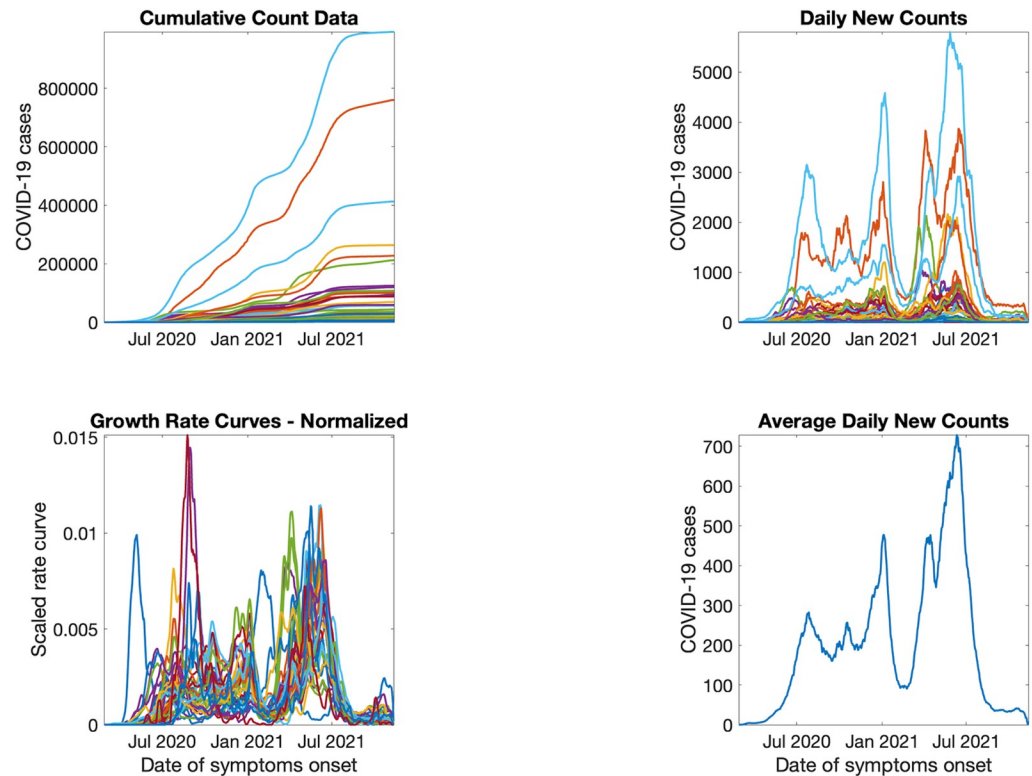 Cumulative Count Data
COVID-19 cases
800000
600000
400000
200000
0
Jul 2020 Jan 2021 Jul 2021
Daily New Counts
COVID-19 cases
5000
4000
3000
2000
1000
0
Jul 2020 Jan 2021 Jul 2021
Growth Rate Curves - Normalized
Scaled rate curve
0.015
0.01
0.005
0
Jul 2020 Jan 2021 Jul 2021
Date of symptoms onset
Average Daily New Counts
COVID-19 cases
700
600
500
400
300
200
100
0
Jul 2020 Jan 2021 Jul 2021
Date of symptoms onset